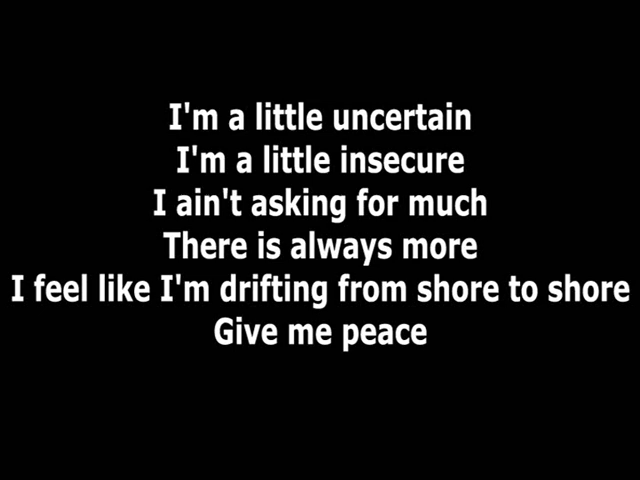 I'm a little uncertain
I'm a little insecure
I ain't asking for much
There is always more
I feel like I'm drifting from shore to shore
Give me peace